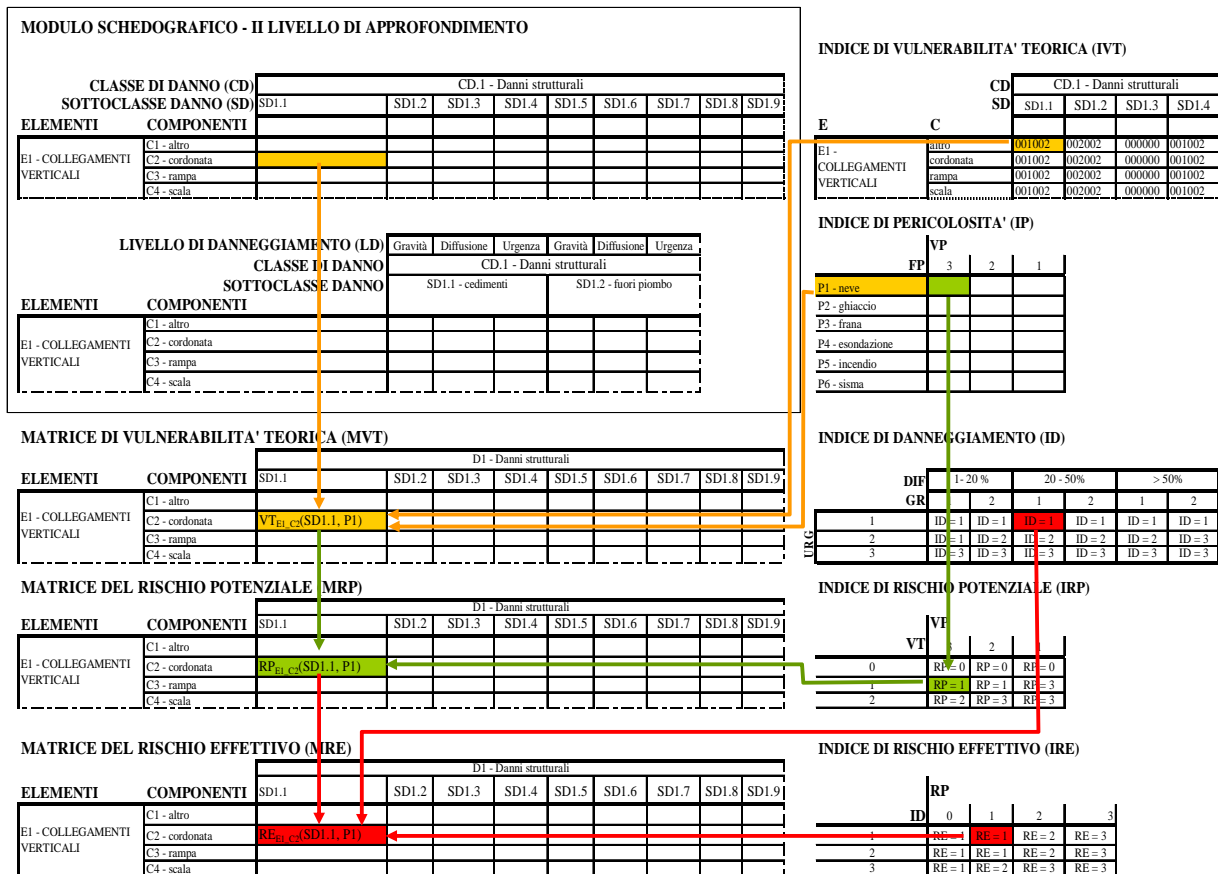 MODULO SCHEDOGRAFICO - II LIVELLO DI APPROFONDIMENTO
CLASSE DI DANNO (CD) CD.1 - Danni strutturali
SOTTOCLASSE DANNO (SD) SD1.1 SD1.2 SD1.3 SD1.4 SD1.5 SD1.6 SD1.7 SD1.8 SD1.9
ELEMENTI COMPONENTI
E1 - COLLEGAMENTI VERTICALI
C1 - altro
C2 - cordonata
C3 - rampa
C4 - scala
LIVELLO DI DANNEGGIAMENTO (LD) Gravità Diffusione Urgenza Gravità Diffusione Urgenza
CLASSE DI DANNO CD.1 - Danni strutturali
SOTTOCLASSE DANNO SD1.1 - cedimenti SD1.2 - fuori piombo
ELEMENTI COMPONENTI
E1 - COLLEGAMENTI VERTICALI
C1 - altro
C2 - cordonata
C3 - rampa
C4 - scala
INDICE DI VULNERABILITA' TEORICA (IVT)
CD CD.1 - Danni strutturali
SD SD1.1 SD1.2 SD1.3 SD1.4
E C
E1 - COLLEGAMENTI VERTICALI
altro 001002 002002 000000 001002
cordonata 001002 002002 000000 001002
rampa 001002 002002 000000 001002
scala 001002 002002 000000 001002
INDICE DI PERICOLOSITA' (IP)
VP
FP 3 2 1
P1 - neve
P2 - ghiaccio
P3 - frana
P4 - esondazione
P5 - incendio
P6 - sisma
MATRICE DI VULNERABILITA' TEORICA (MVT)
D1 - Danni strutturali
ELEMENTI COMPONENTI SD1.1 SD1.2 SD1.3 SD1.4 SD1.5 SD1.6 SD1.7 SD1.8 SD1.9
E1 - COLLEGAMENTI VERTICALI
C1 - altro
C2 - cordonata VT E1_C2(SD1.1, P1)
C3 - rampa
C4 - scala
INDICE DI DANNEGGIAMENTO (ID)
DIF 1- 20 % 20 - 50% > 50%
GR 2 1 2 1 2
URG
1 ID = 1 ID = 1 ID = 1 ID = 1 ID = 1 ID = 1
2 ID = 1 ID = 2 ID = 2 ID = 2 ID = 2 ID = 3
3 ID = 3 ID = 3 ID = 3 ID = 3 ID = 3 ID = 3
MATRICE DEL RISCHIO POTENZIALE (MRP)
D1 - Danni strutturali
ELEMENTI COMPONENTI SD1.1 SD1.2 SD1.3 SD1.4 SD1.5 SD1.6 SD1.7 SD1.8 SD1.9
E1 - COLLEGAMENTI VERTICALI
C1 - altro
C2 - cordonata RP E1_C2(SD1.1, P1)
C3 - rampa
C4 - scala
INDICE DI RISCHIO POTENZIALE (IRP)
VP
VT 3 2 1
0 RP = 0 RP = 0 RP = 0
1 RP = 1 RP = 1 RP = 3
2 RP = 2 RP = 3 RP = 3
MATRICE DEL RISCHIO EFFETTIVO (MRE)
D1 - Danni strutturali
ELEMENTI COMPONENTI SD1.1 SD1.2 SD1.3 SD1.4 SD1.5 SD1.6 SD1.7 SD1.8 SD1.9
E1 - COLLEGAMENTI VERTICALI
C1 - altro
C2 - cordonata RE E1_C2(SD1.1, P1)
C3 - rampa
C4 - scala
INDICE DI RISCHIO EFFETTIVO (IRE)
RP
ID 0 1 2 3
1 RE = 1 RE = 1 RE = 2 RE = 3
2 RE = 1 RE = 1 RE = 2 RE = 3
3 RE = 1 RE = 2 RE = 3 RE = 3